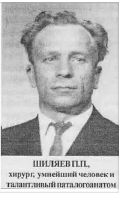 ШИЛЯЕВ П.П.,
хирург, умнейший человек и
талантливый паталогоанатом